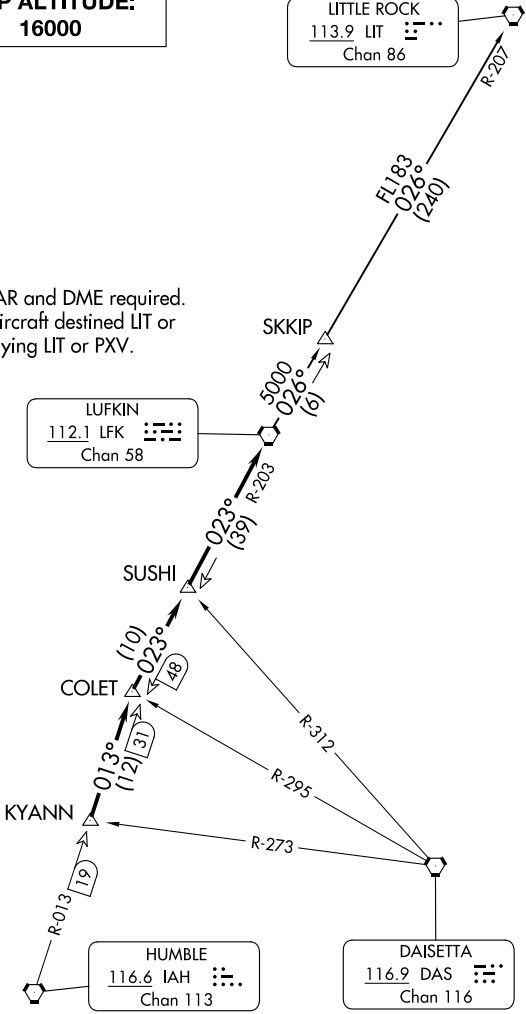 P ALTITUDE:
16000
LITTLE ROCK
113.9 LIT
Chan 86
R-207
FL183
026°
(240)
AR and DME required.
ircraft destined LIT or
ying LIT or PXV.
SKKIP
5000
026°
(6)
LUFKIN
112.1 LFK
Chan 58
R-203
023°
(39)
SUSHI
(10)
023°
48
COLET
R-312
013°
(12)
31
R-295
KYANN
R-273
R-013
19
HUMBLE
116.6 IAH
Chan 113
DAISETTA
116.9 DAS
Chan 116